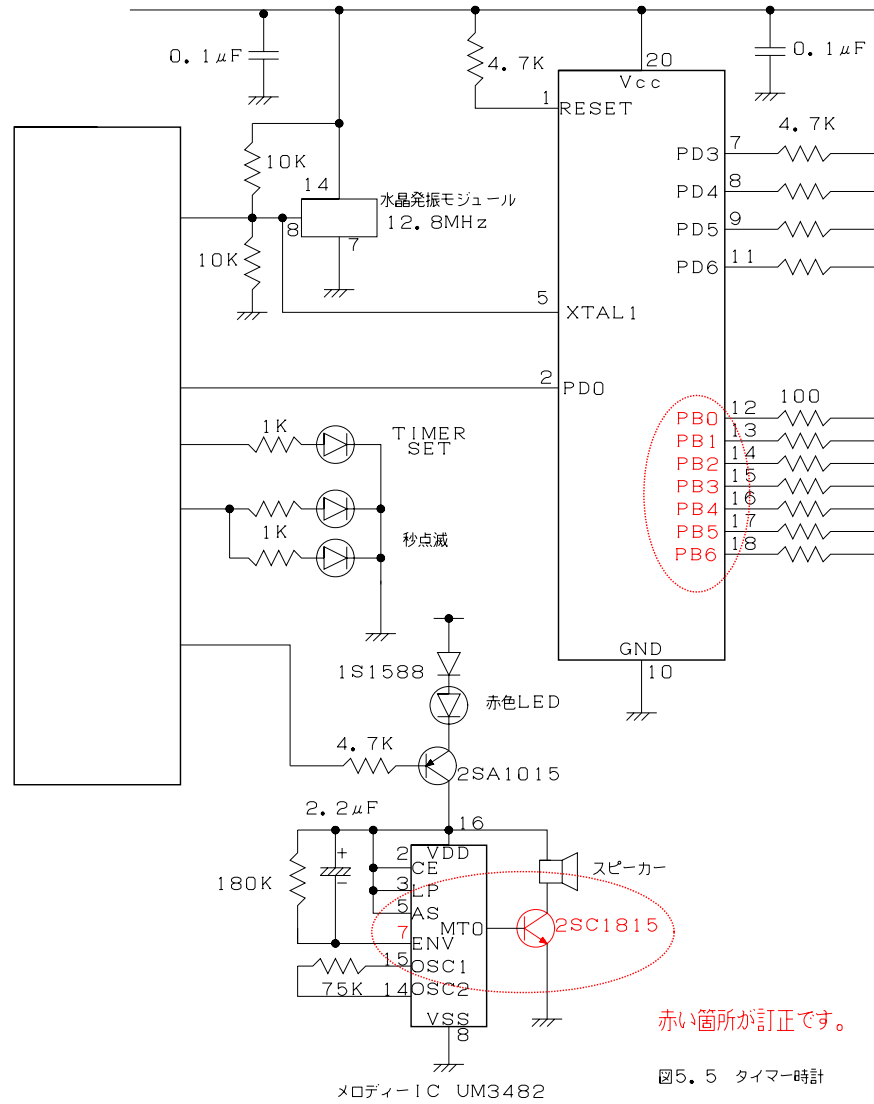 0.1μF
4.7K
20
Vcc
0.1μF
1
RESET
4.7K
10K
14
水晶発振モジュール
12.8MHz
8
7
10K
PD3
7
PD4
8
PD5
9
PD6
11
5
XTAL1
2
PD0
100
PB0
12
PB1
13
PB2
14
PB3
15
PB4
16
PB5
17
PB6
18
1K
TIMER
SET
1K
秒点滅
GND
10
1S1588
赤色LED
4.7K
2SA1015
2.2μF
16
+
-
180K
2
VDD
CE
3
LP
5
AS
7
ENV
MTO
15
OSC1
14
OSC2
75K
VSS
8
スピーカー
2SC1815
赤い箇所が訂正です。
図5.5 タイマー時計
メロディーIC UM3482